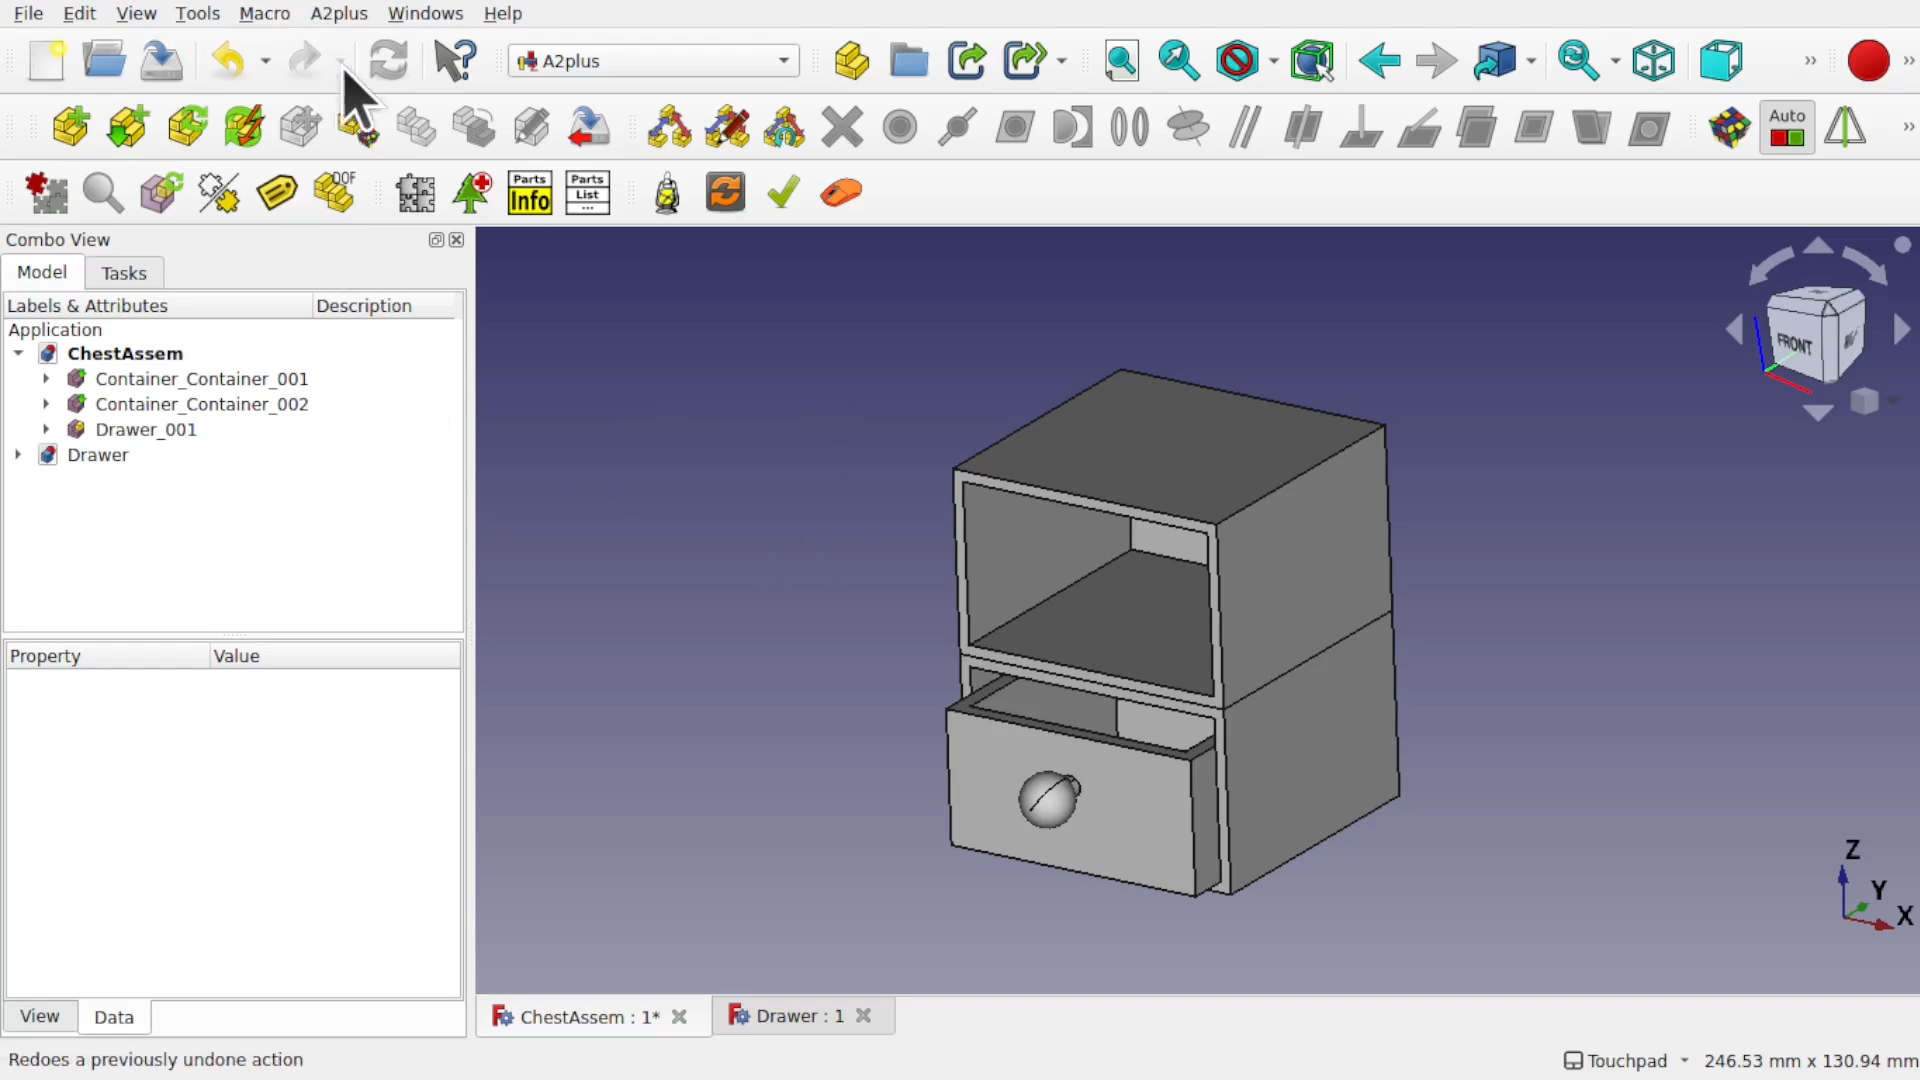 File Edit View Tools Macro A2plus Windows Help
A2plus
Auto
DOF
Parts Info
Parts List ...
Combo View
Model Tasks
Labels & Attributes Description
Application
ChestAssem
Container_Container_001
Container_Container_002
Drawer_001
Drawer
Property Value
View Data
FRONT
Z
Y
X
ChestAssem : 1* Drawer : 1
Redoes a previously undone action
Touchpad 246.53 mm x 130.94 mm